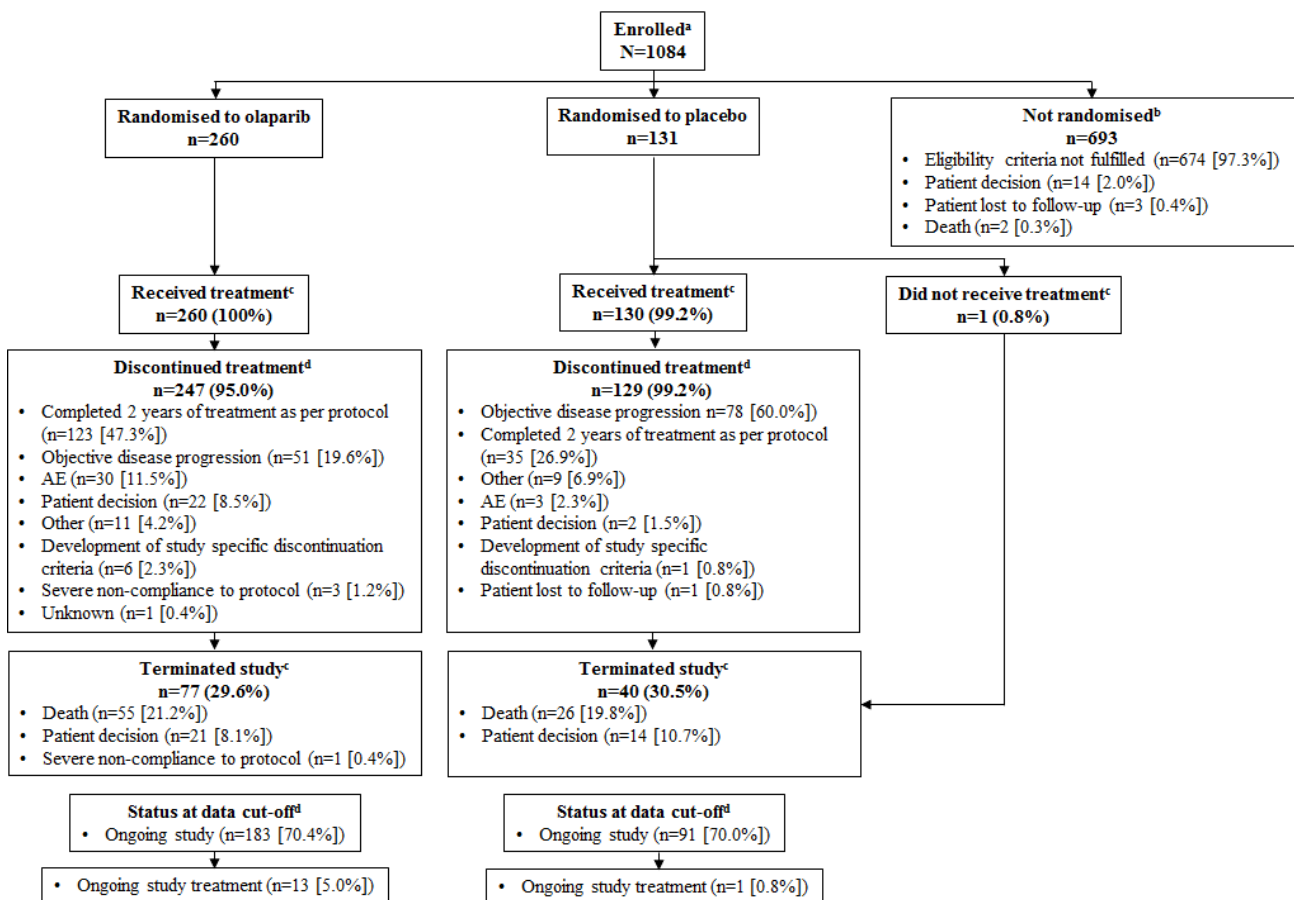 Enrolledᵃ
N=1084
Randomised to olaparib
n=260
Randomised to placebo
n=131
Not randomisedᵇ
n=693
• Eligibility criteria not fulfilled (n=674 [97.3%])
• Patient decision (n=14 [2.0%])
• Patient lost to follow-up (n=3 [0.4%])
• Death (n=2 [0.3%])
Received treatmentᶜ
n=260 (100%)
Received treatmentᶜ
n=130 (99.2%)
Did not receive treatmentᶜ
n=1 (0.8%)
Discontinued treatmentᵈ
n=247 (95.0%)
• Completed 2 years of treatment as per protocol
(n=123 [47.3%])
• Objective disease progression (n=51 [19.6%])
• AE (n=30 [11.5%])
• Patient decision (n=22 [8.5%])
• Other (n=11 [4.2%])
• Development of study specific discontinuation
criteria (n=6 [2.3%])
• Severe non-compliance to protocol (n=3 [1.2%])
• Unknown (n=1 [0.4%])
Discontinued treatmentᵈ
n=129 (99.2%)
• Objective disease progression n=78 [60.0%])
• Completed 2 years of treatment as per protocol
(n=35 [26.9%])
• Other (n=9 [6.9%])
• AE (n=3 [2.3%])
• Patient decision (n=2 [1.5%])
• Development of study specific
discontinuation criteria (n=1 [0.8%])
• Patient lost to follow-up (n=1 [0.8%])
Terminated studyᶜ
n=77 (29.6%)
• Death (n=55 [21.2%])
• Patient decision (n=21 [8.1%])
• Severe non-compliance to protocol (n=1 [0.4%])
Terminated studyᶜ
n=40 (30.5%)
• Death (n=26 [19.8%])
• Patient decision (n=14 [10.7%])
Status at data cut-offᵈ
• Ongoing study (n=183 [70.4%])
Status at data cut-offᵈ
• Ongoing study (n=91 [70.0%])
• Ongoing study treatment (n=13 [5.0%])
• Ongoing study treatment (n=1 [0.8%])